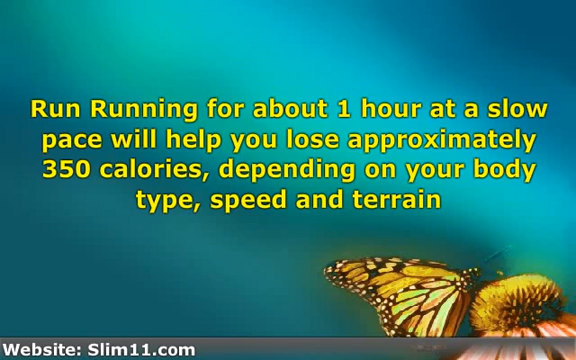 Run Running for about 1 hour at a slow
pace will help you lose approximately
350 calories, depending on your body
type, speed and terrain
Website: Slim11.com